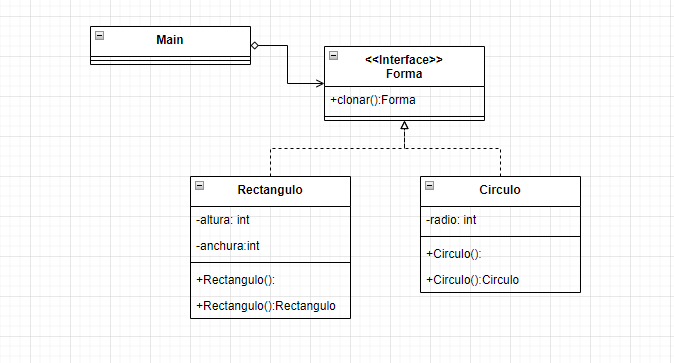 Main
<<Interface>>
Forma
+clonar():Forma
Rectangulo
-altura: int
-anchura:int
+Rectangulo():
+Rectangulo():Rectangulo
Circulo
-radio: int
+Circulo():
+Circulo():Circulo